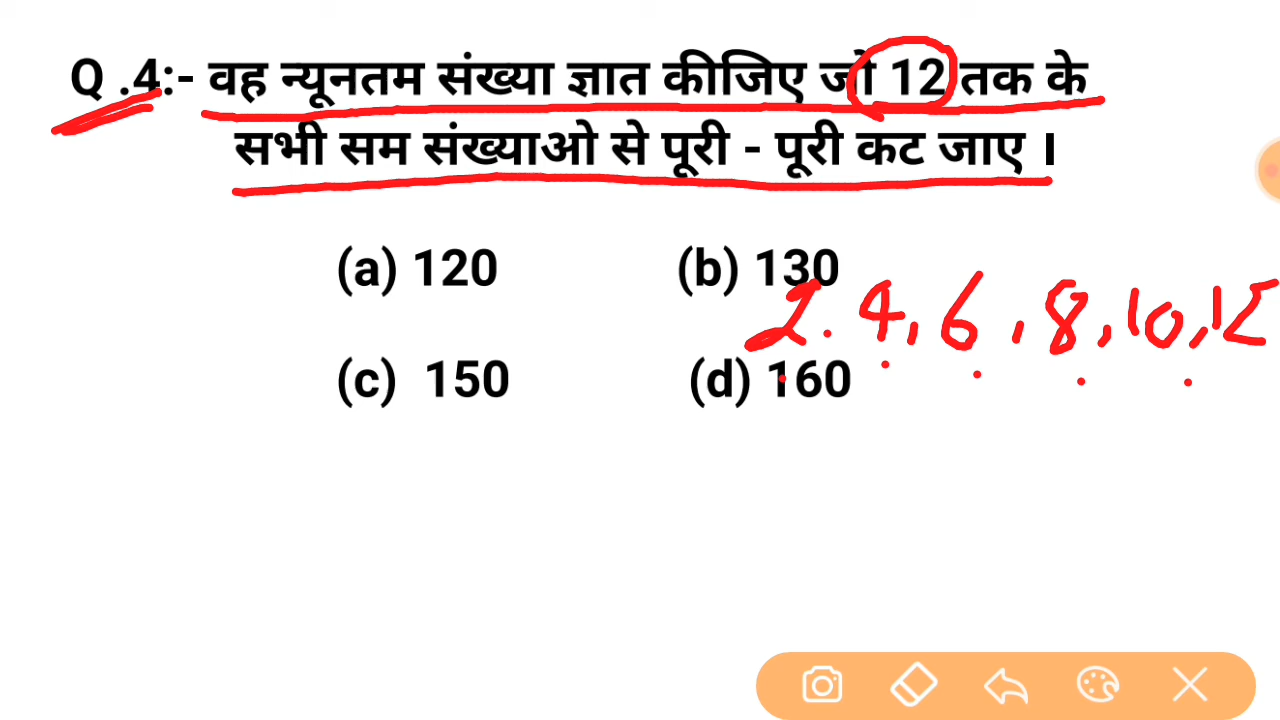 Q .4:- वह न्यूनतम संख्या ज्ञात कीजिए जो 12 तक के
सभी सम संख्याओ से पूरी - पूरी कट जाए ।
(a) 120 (b) 130
2. 4, 6, 8, 10, 12
(c) 150 (d) 160